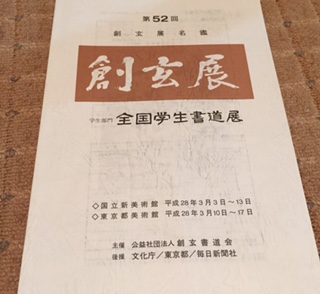 第52回
創玄展名鑑
創玄展
学生部門 全国学生書道展
◇国立新美術館 平成28年3月3日～13日
◇東京都美術館 平成28年3月10日～17日
主催 公益社団法人 創玄書道会
後援 文化庁／東京都／毎日新聞社